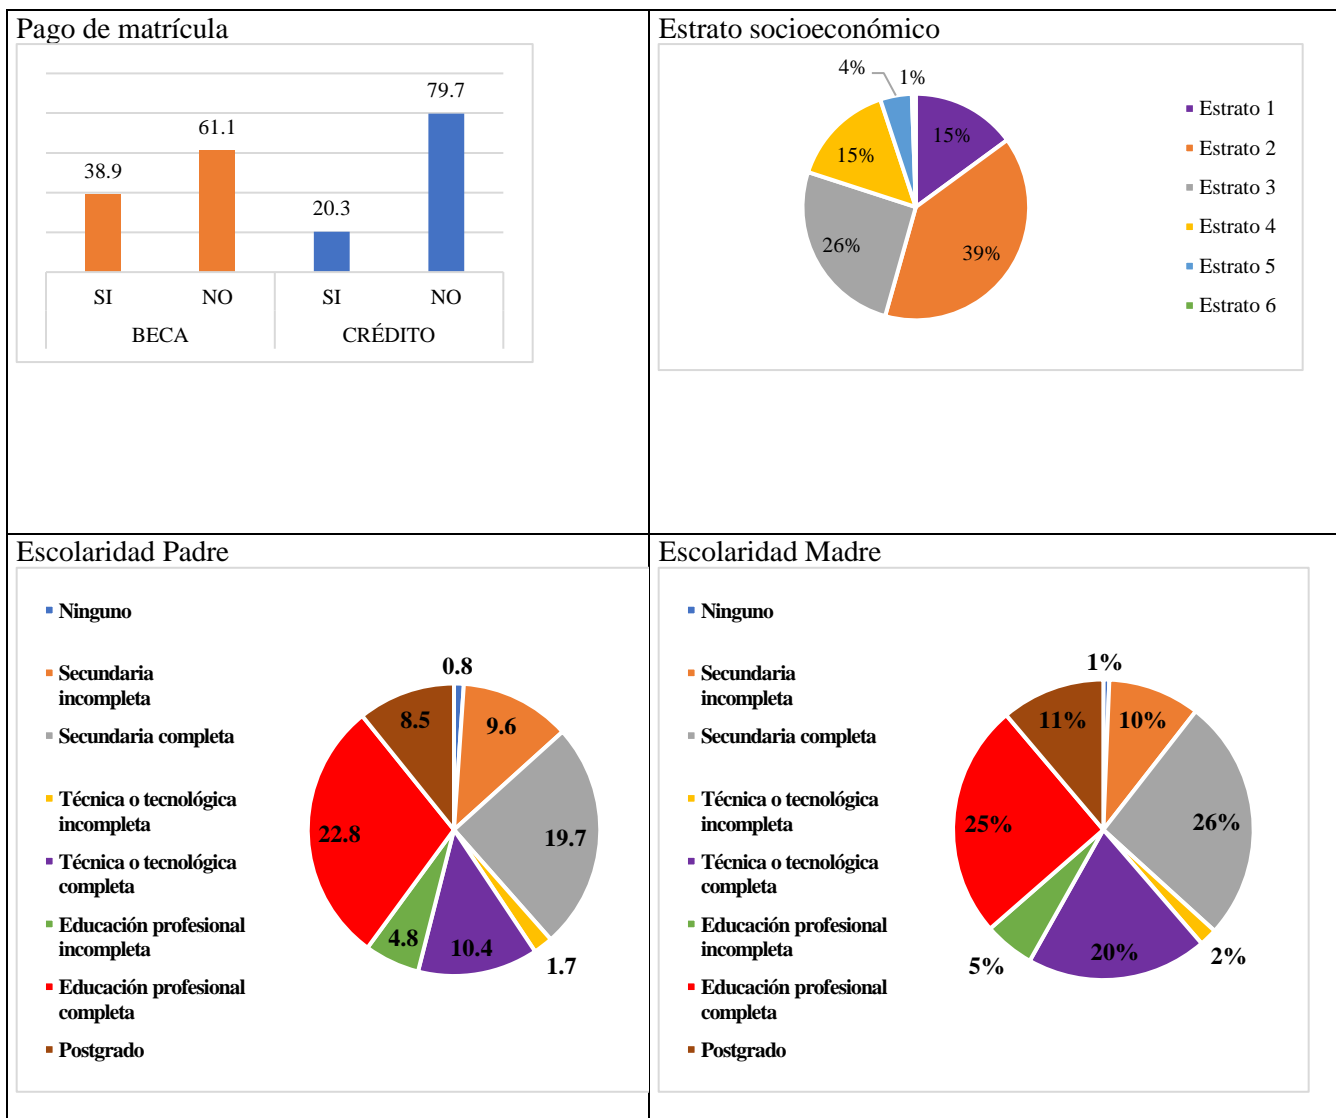 Pago de matrícula
79.7
61.1
38.9
20.3
SI NO SI NO
BECA CRÉDITO
Estrato socioeconómico
4% 1%
15%
15%
26%
39%
Estrato 1
Estrato 2
Estrato 3
Estrato 4
Estrato 5
Estrato 6
Escolaridad Padre
Ninguno
Secundaria
incompleta
Secundaria completa
Técnica o tecnológica
incompleta
Técnica o tecnológica
completa
Educación profesional
incompleta
Educación profesional
completa
Postgrado
0.8
8.5 9.6
22.8 19.7
4.8 10.4
1.7
Escolaridad Madre
Ninguno
Secundaria
incompleta
Secundaria completa
Técnica o tecnológica
incompleta
Técnica o tecnológica
completa
Educación profesional
incompleta
Educación profesional
completa
Postgrado
1%
11% 10%
25% 26%
5% 20% 2%